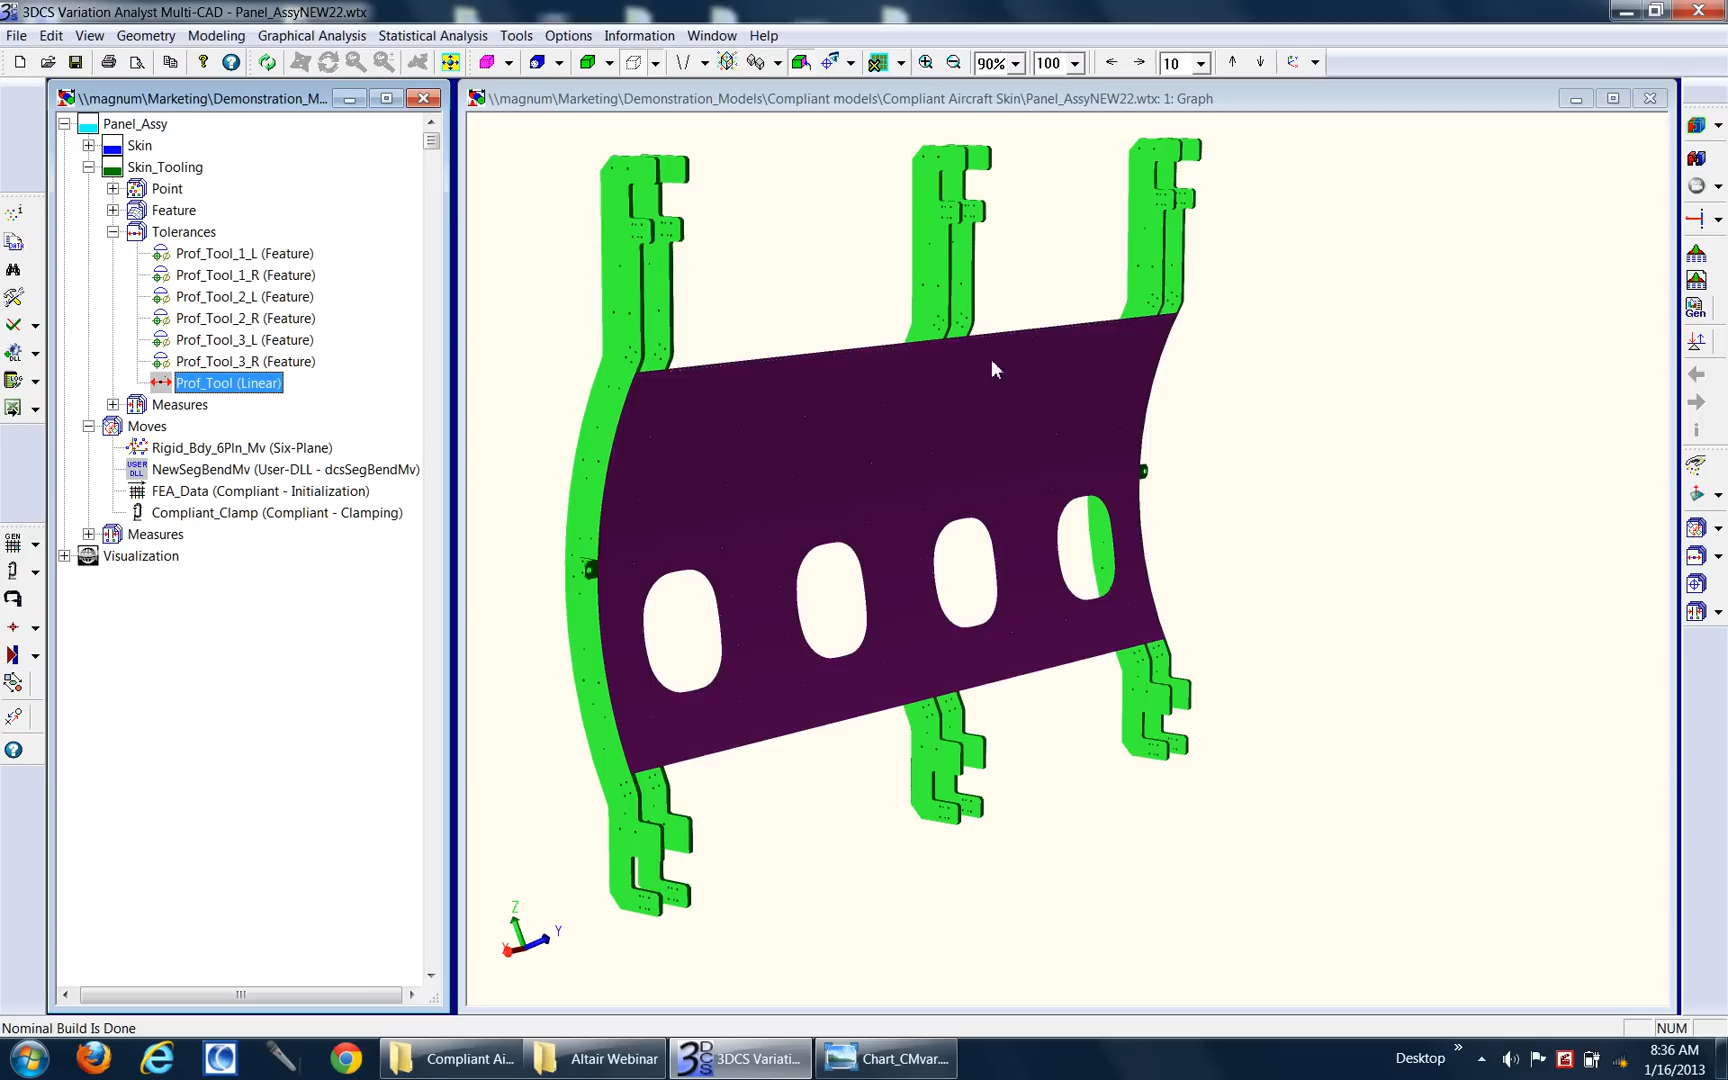 3DCS Variation Analyst Multi-CAD - Panel_AssyNEW22.wtx
File Edit View Geometry Modeling Graphical Analysis Statistical Analysis Tools Options Information Window Help
90% 100 10
\\magnum\Marketing\Demonstration_M...
\\magnum\Marketing\Demonstration_Models\Compliant models\Compliant Aircraft Skin\Panel_AssyNEW22.wtx: 1: Graph
Panel_Assy
Skin
Skin_Tooling
Point
Feature
Tolerances
Prof_Tool_1_L (Feature)
Prof_Tool_1_R (Feature)
Prof_Tool_2_L (Feature)
Prof_Tool_2_R (Feature)
Prof_Tool_3_L (Feature)
Prof_Tool_3_R (Feature)
Prof_Tool (Linear)
Measures
Moves
Rigid_Bdy_6Pln_Mv (Six-Plane)
USER DLL NewSegBendMv (User-DLL - dcsSegBendMv)
FEA_Data (Compliant - Initialization)
Compliant_Clamp (Compliant - Clamping)
Measures
Visualization
GEN
Gen
Z
Y
X
Nominal Build Is Done
NUM
Compliant Ai...
Altair Webinar
3DCS Variati...
Chart_CMvar....
Desktop
8:36 AM
1/16/2013